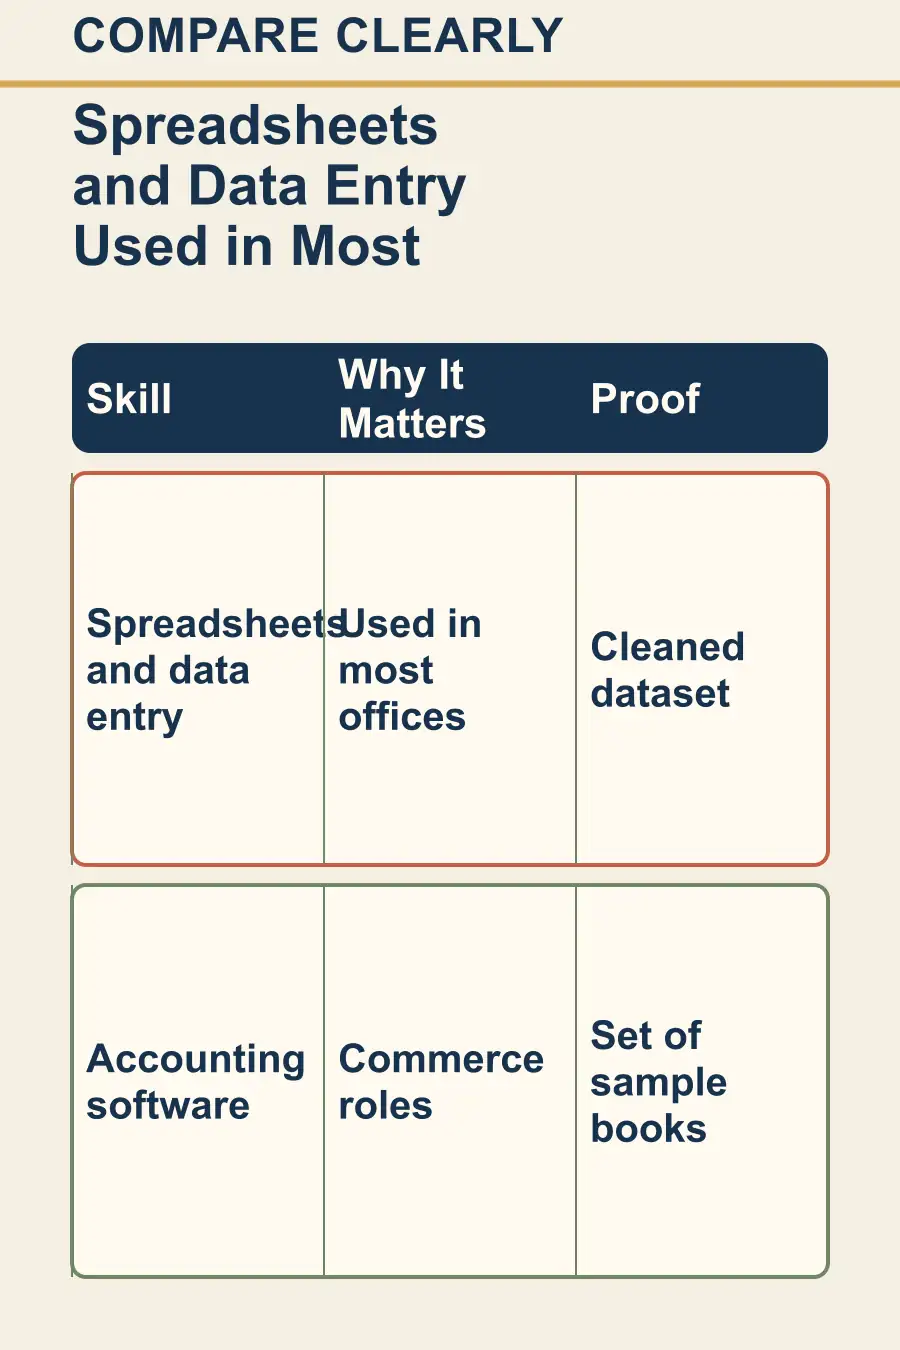 COMPARE CLEARLY
Spreadsheets
and Data Entry
Used in Most
Skill
Why It
Matters
Proof
Spreadsheets
and data
entry
Used in
most
offices
Cleaned
dataset
Accounting
software
Commerce
roles
Set of
sample
books